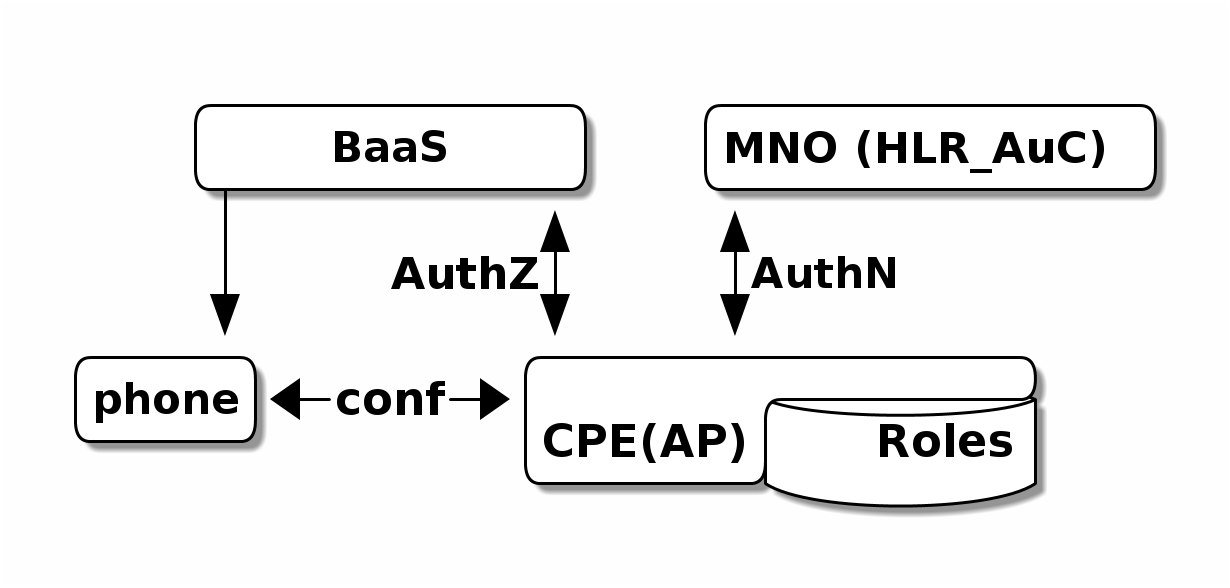 BaaS
MNO (HLR_AuC)
AuthZ
AuthN
phone
conf
CPE(AP)
Roles